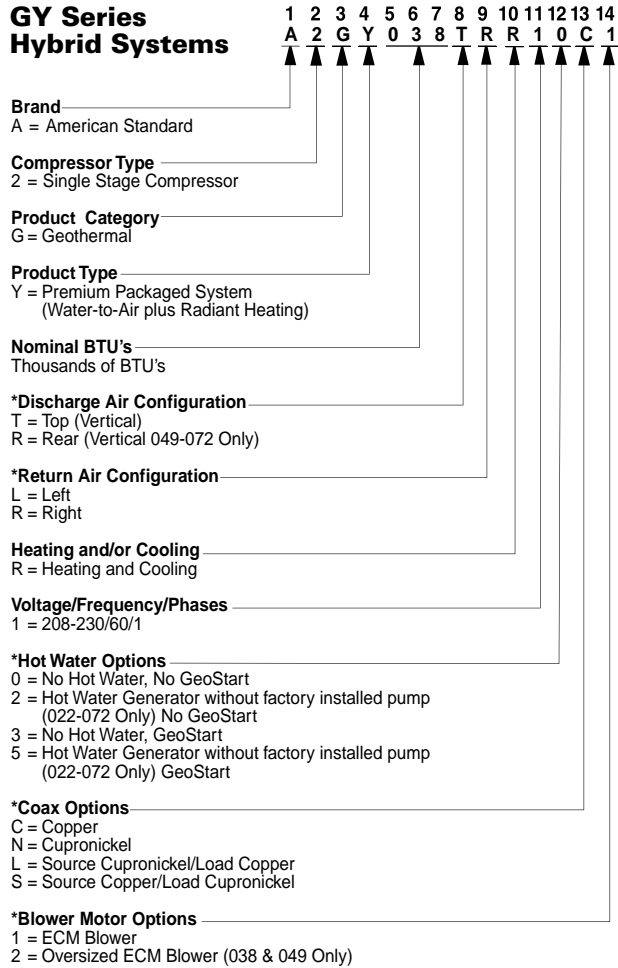 GY Series
Hybrid Systems
1 2 3 4 5 6 7 8 9 10 11 12 13 14
A 2 G Y 0 3 8 T R R 1 0 C 1
Brand
A = American Standard
Compressor Type
2 = Single Stage Compressor
Product Category
G = Geothermal
Product Type
Y = Premium Packaged System
(Water-to-Air plus Radiant Heating)
Nominal BTU's
Thousands of BTU's
*Discharge Air Configuration
T = Top (Vertical)
R = Rear (Vertical 049-072 Only)
*Return Air Configuration
L = Left
R = Right
Heating and/or Cooling
R = Heating and Cooling
Voltage/Frequency/Phases
1 = 208-230/60/1
*Hot Water Options
0 = No Hot Water, No GeoStart
2 = Hot Water Generator without factory installed pump
(022-072 Only) No GeoStart
3 = No Hot Water, GeoStart
5 = Hot Water Generator without factory installed pump
(022-072 Only) GeoStart
*Coax Options
C = Copper
N = Cupronickel
L = Source Cupronickel/Load Copper
S = Source Copper/Load Cupronickel
*Blower Motor Options
1 = ECM Blower
2 = Oversized ECM Blower (038 & 049 Only)